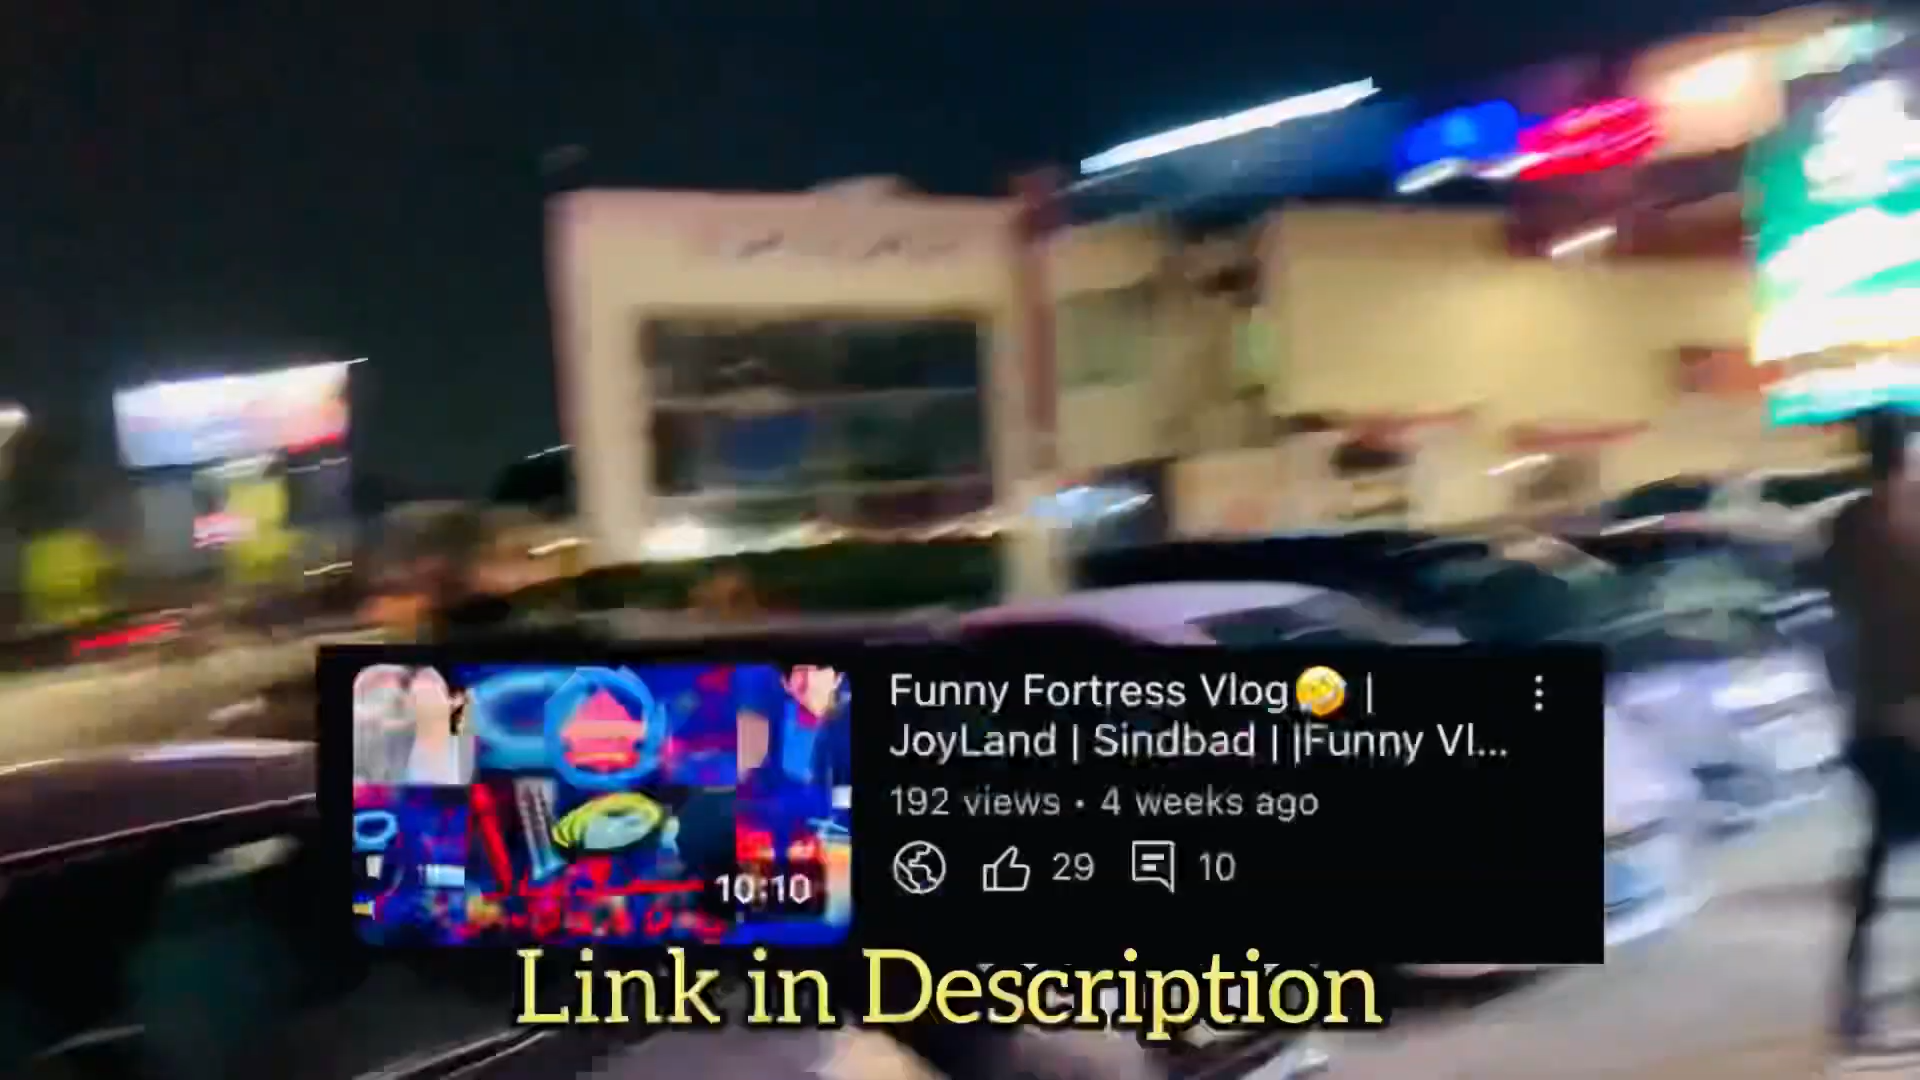 Funny Fortress Vlog🤣 |
JoyLand | Sindbad | |Funny Vl...
192 views • 4 weeks ago
29 10
10:10
Link in Description